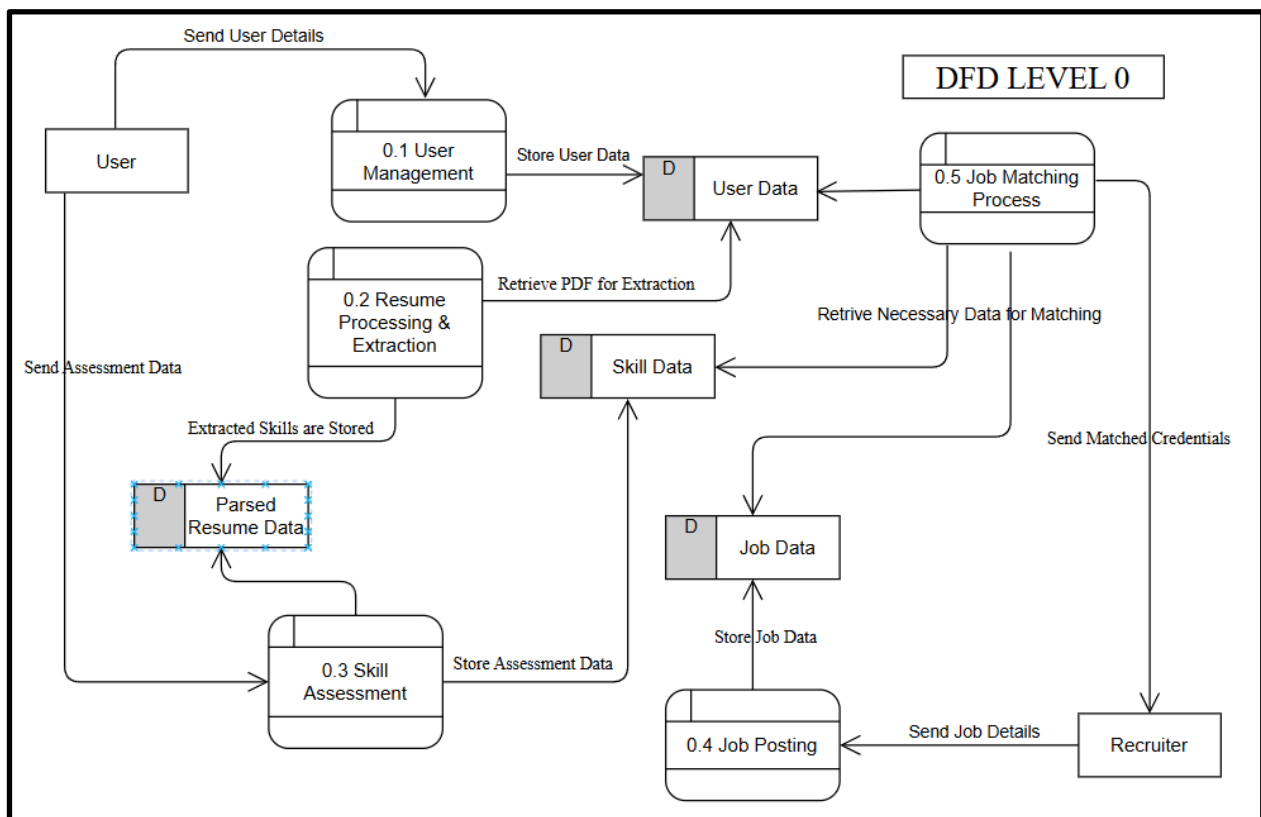 Send User Details
DFD LEVEL 0
User
0.1 User
Management
Store User Data
D
User Data
0.5 Job Matching
Process
0.2 Resume
Processing &
Extraction
Retrieve PDF for Extraction
Retrive Necessary Data for Matching
Send Assessment Data
D
Skill Data
Extracted Skills are Stored
Send Matched Credentials
D
Parsed
Resume Data
D
Job Data
Store Job Data
0.3 Skill
Assessment
Store Assessment Data
0.4 Job Posting
Send Job Details
Recruiter